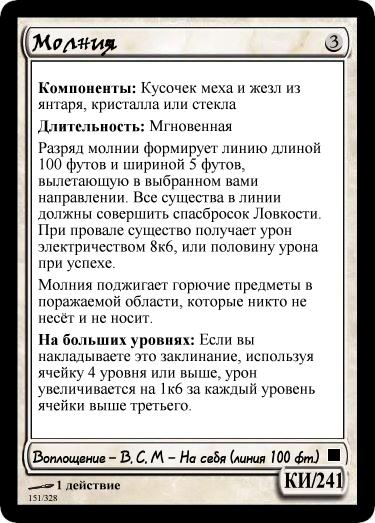 Молния 3
Компоненты: Кусочек меха и жезл из
янтаря, кристалла или стекла
Длительность: Мгновенная
Разряд молнии формирует линию длиной
100 футов и шириной 5 футов,
вылетающую в выбранном вами
направлении. Все существа в линии
должны совершить спасбросок Ловкости.
При провале существо получает урон
электричеством 8к6, или половину урона
при успехе.
Молния поджигает горючие предметы в
поражаемой области, которые никто не
несёт и не носит.
На больших уровнях: Если вы
накладываете это заклинание, используя
ячейку 4 уровня или выше, урон
увеличивается на 1к6 за каждый уровень
ячейки выше третьего.
Воплощение – В, С, М – На себя (линия 100 фт)
КИ/241
1 действие
151/328